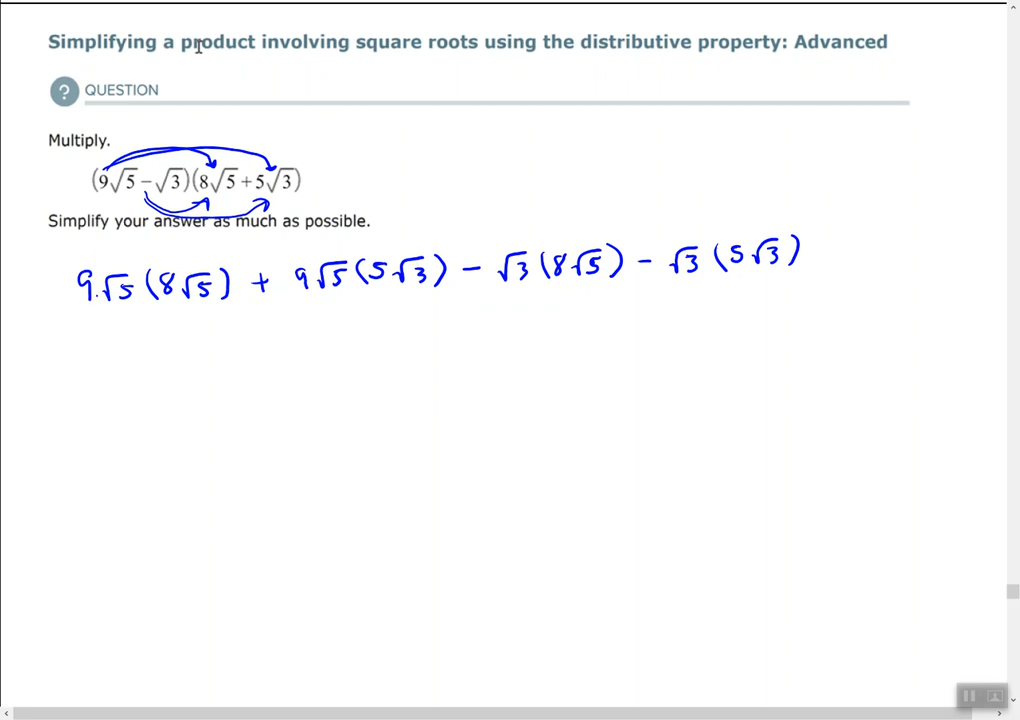 Simplifying a product involving square roots using the distributive property: Advanced
? QUESTION
Multiply.
(9√5 − √3)(8√5 + 5√3)
Simplify your answer as much as possible.
9√5 (8√5) + 9√5 (5√3) − √3 (8√5) − √3 (5√3)